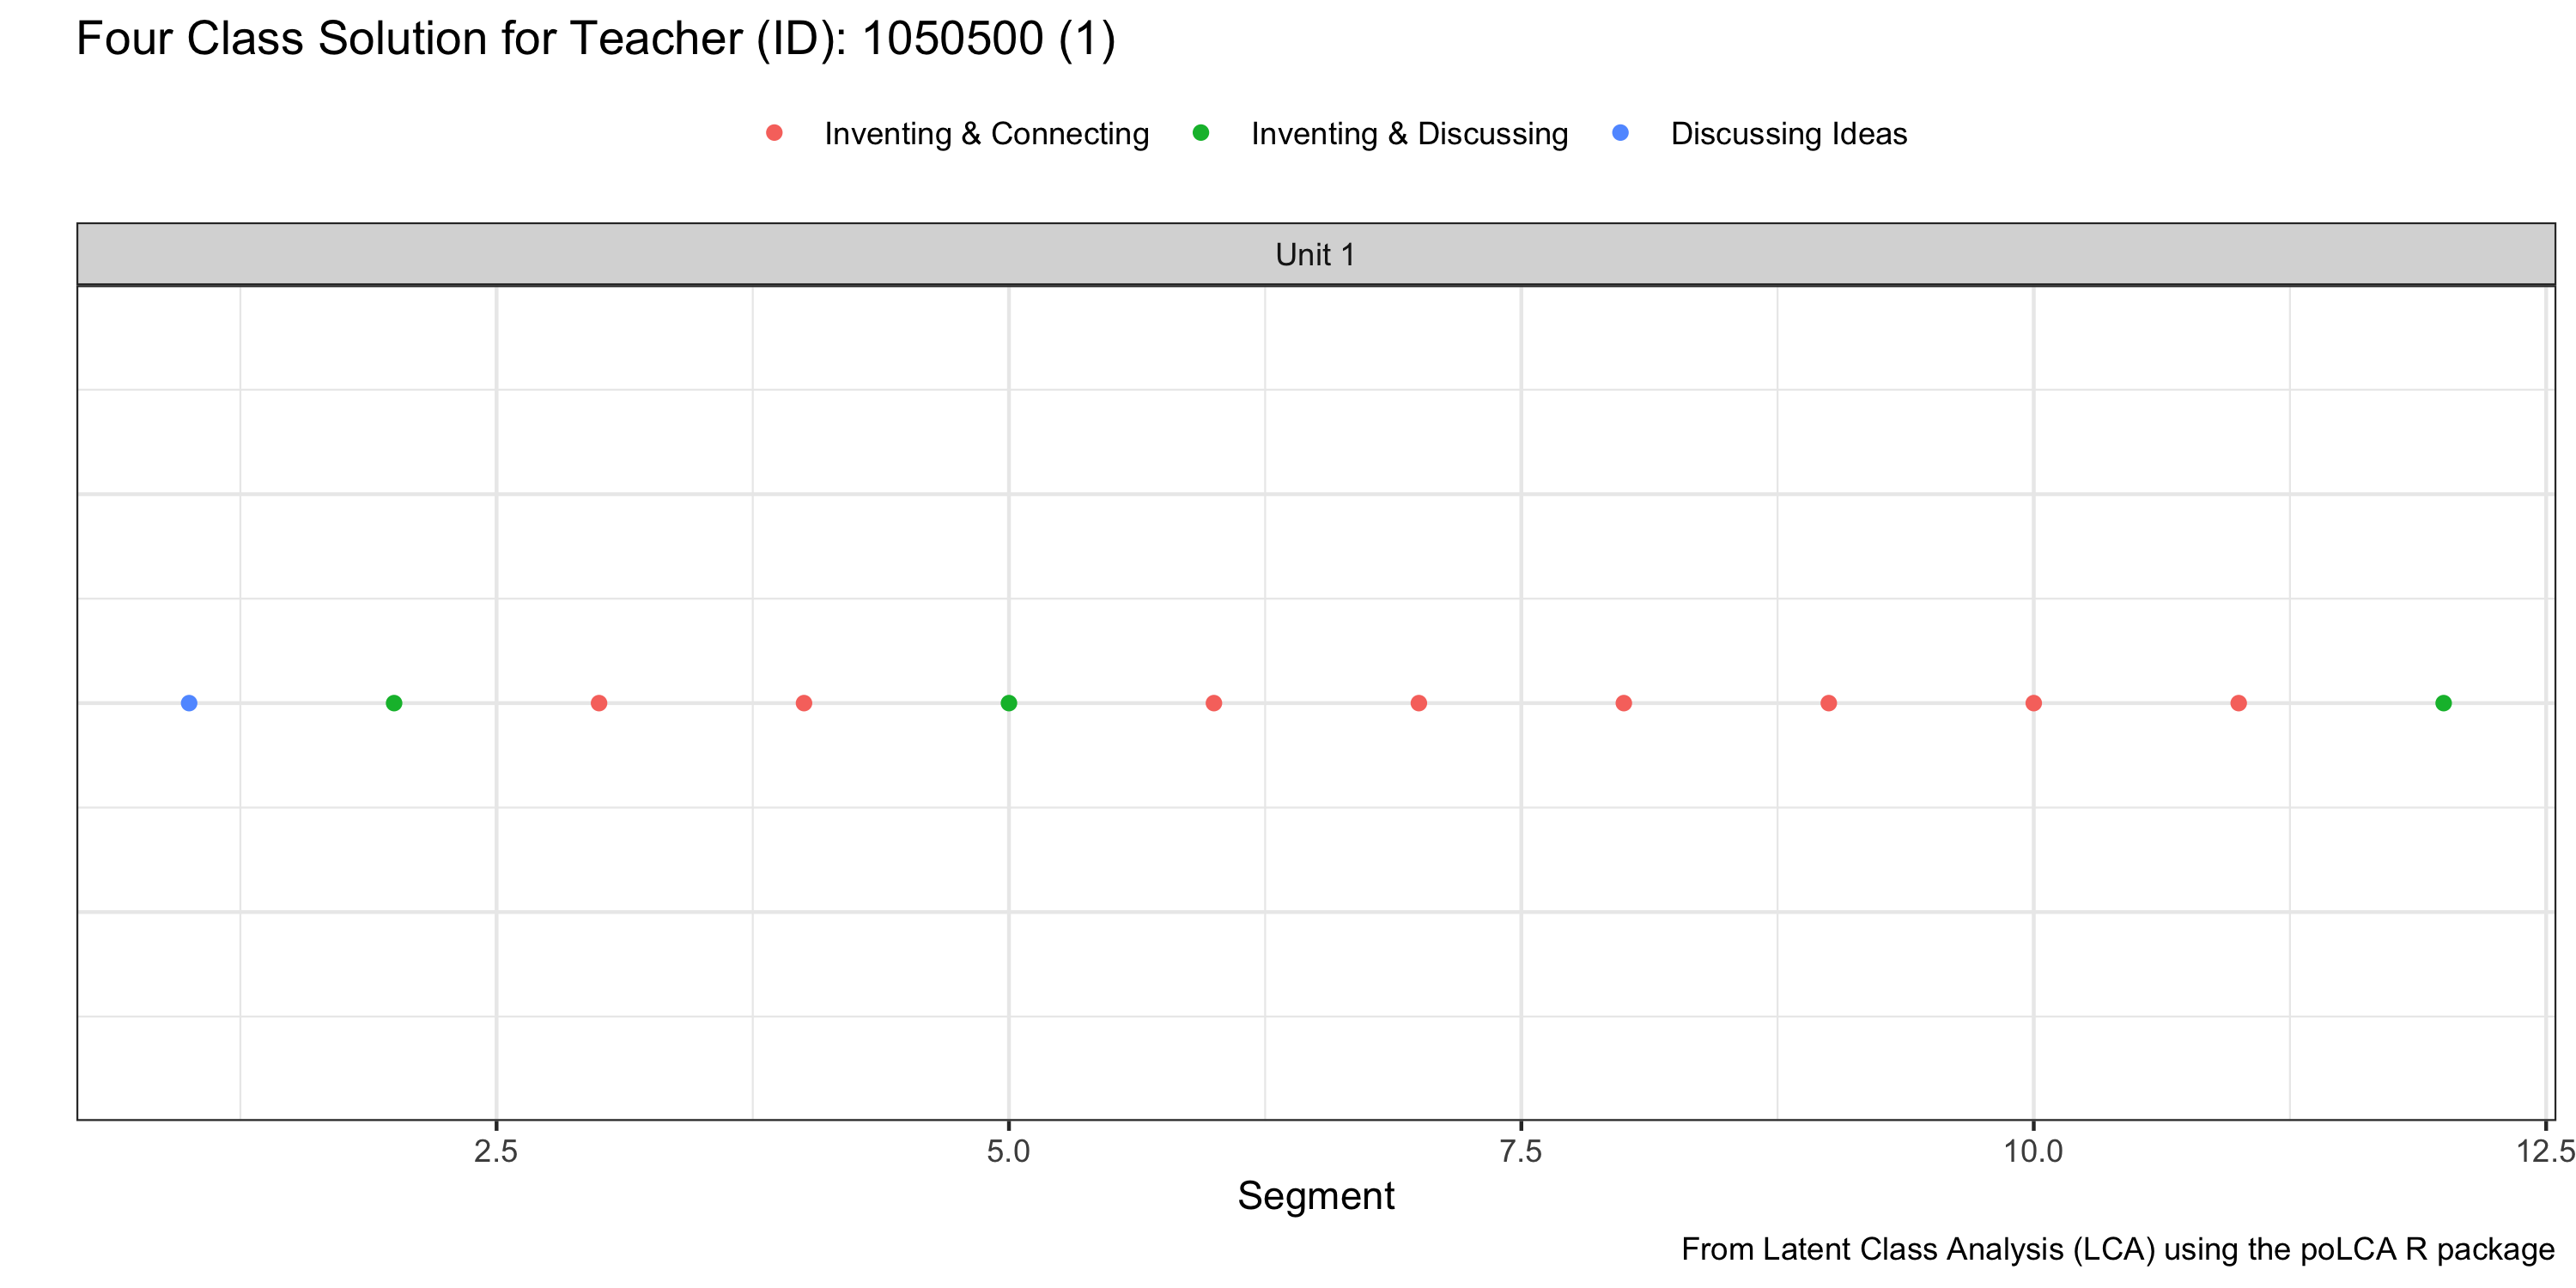 Four Class Solution for Teacher (ID): 1050500 (1)
Inventing & Connecting Inventing & Discussing Discussing Ideas
Unit 1
2.5 5.0 7.5 10.0 12.5
Segment
From Latent Class Analysis (LCA) using the poLCA R package